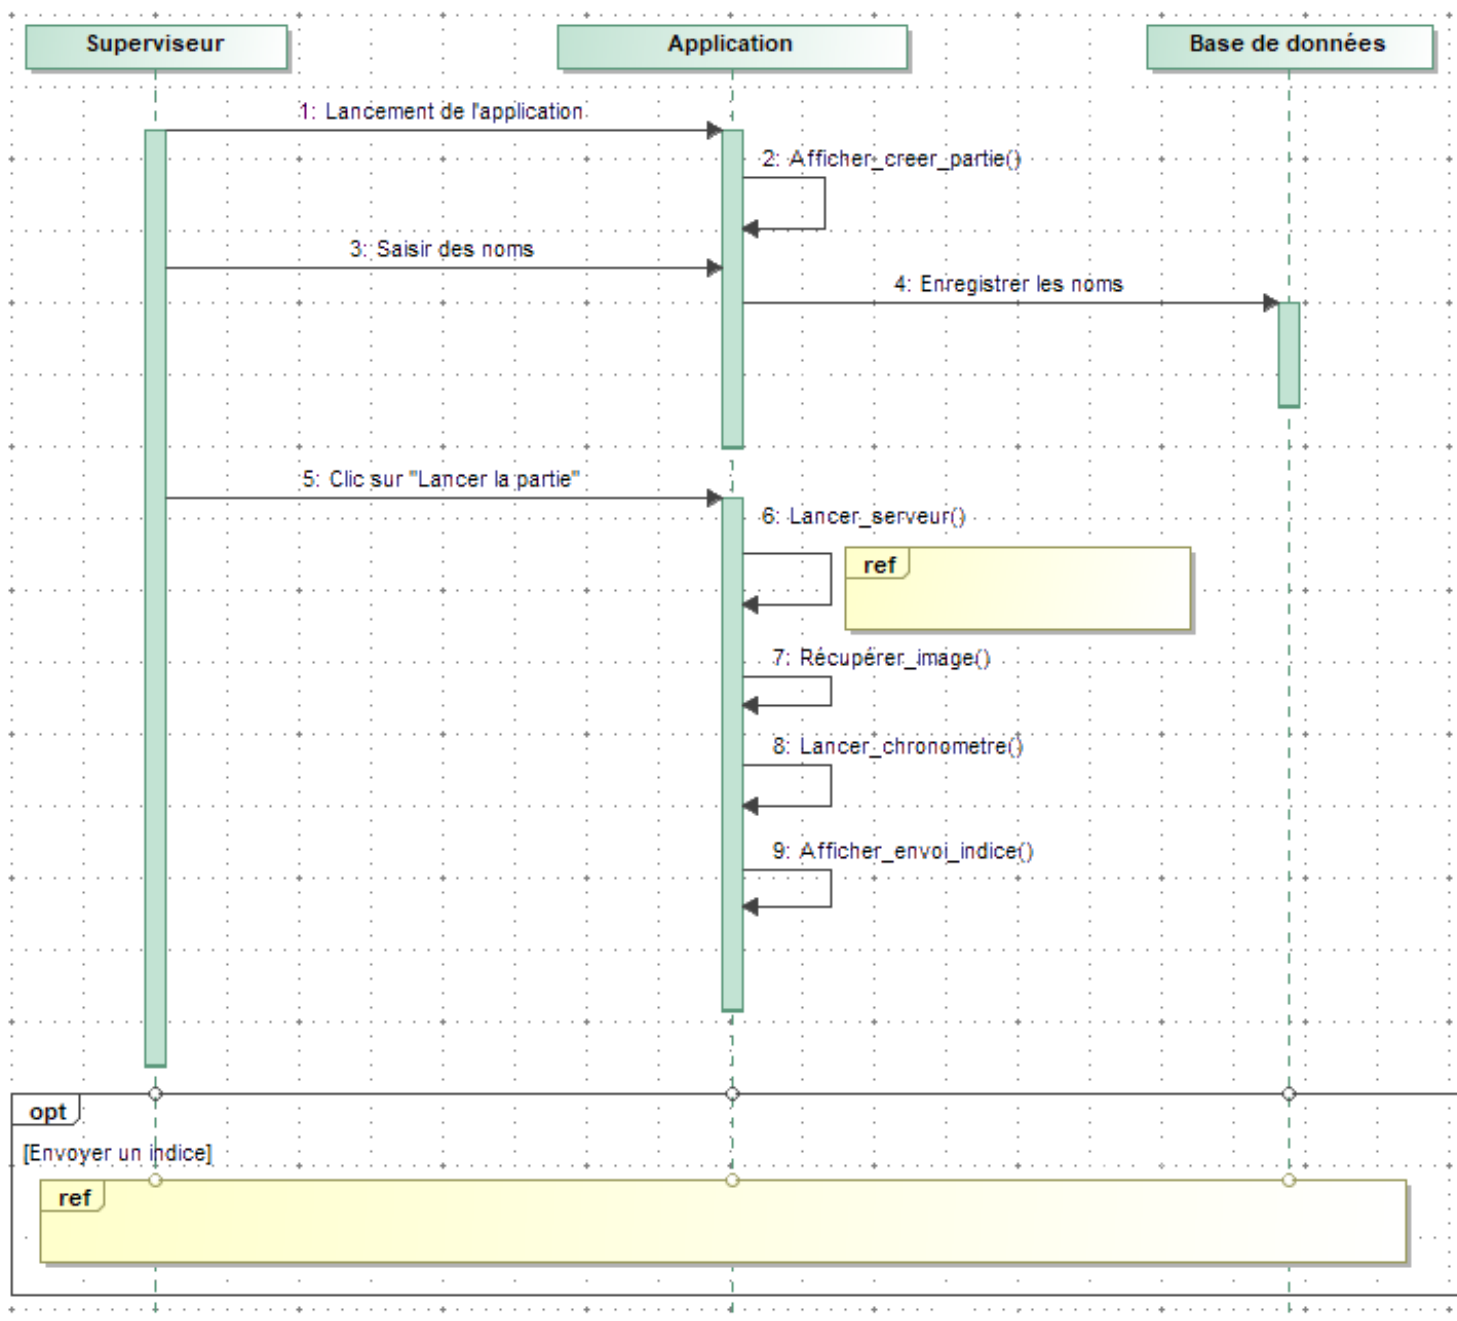 Superviseur
Application
Base de données
1: Lancement de l'application
2: Afficher_creer_partie()
3: Saisir des noms
4: Enregistrer les noms
5: Clic sur "Lancer la partie"
6: Lancer_serveur()
ref
7: Récupérer_image()
8: Lancer_chronometre()
9: Afficher_envoi_indice()
opt
[Envoyer un indice]
ref